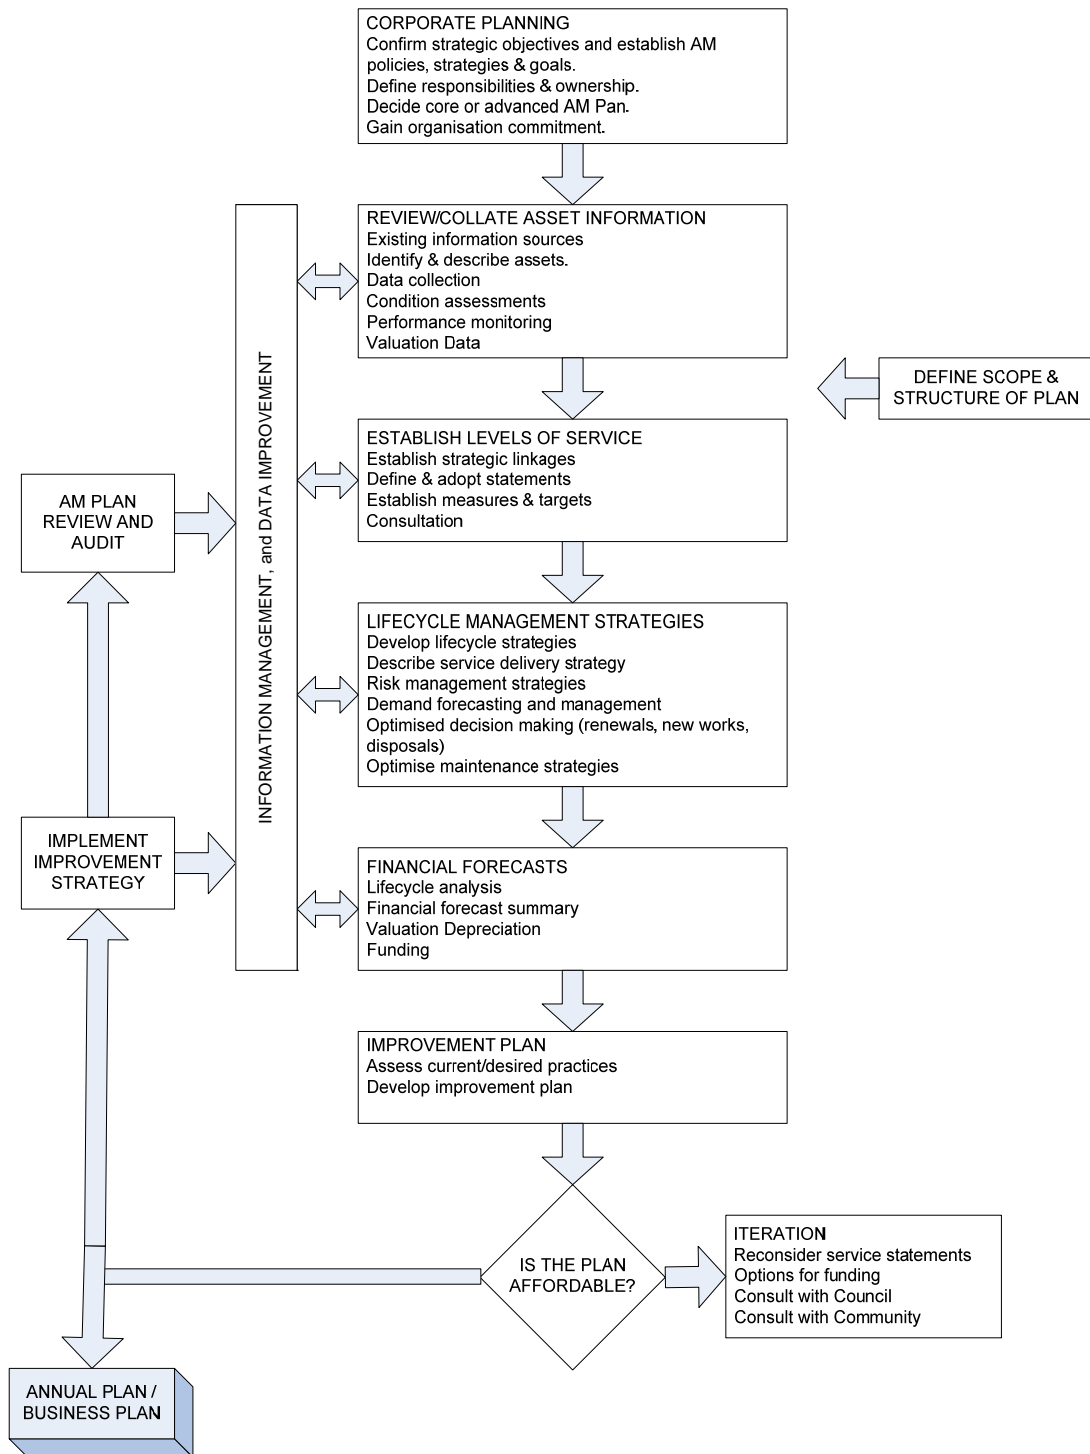 CORPORATE PLANNING
Confirm strategic objectives and establish AM
policies, strategies & goals.
Define responsibilities & ownership.
Decide core or advanced AM Pan.
Gain organisation commitment.
REVIEW/COLLATE ASSET INFORMATION
Existing information sources
Identify & describe assets.
Data collection
Condition assessments
Performance monitoring
Valuation Data
DEFINE SCOPE &
STRUCTURE OF PLAN
INFORMATION MANAGEMENT, and DATA IMPROVEMENT
ESTABLISH LEVELS OF SERVICE
Establish strategic linkages
Define & adopt statements
Establish measures & targets
Consultation
AM PLAN
REVIEW AND
AUDIT
LIFECYCLE MANAGEMENT STRATEGIES
Develop lifecycle strategies
Describe service delivery strategy
Risk management strategies
Demand forecasting and management
Optimised decision making (renewals, new works,
disposals)
Optimise maintenance strategies
IMPLEMENT
IMPROVEMENT
STRATEGY
FINANCIAL FORECASTS
Lifecycle analysis
Financial forecast summary
Valuation Depreciation
Funding
IMPROVEMENT PLAN
Assess current/desired practices
Develop improvement plan
IS THE PLAN
AFFORDABLE?
ITERATION
Reconsider service statements
Options for funding
Consult with Council
Consult with Community
ANNUAL PLAN /
BUSINESS PLAN